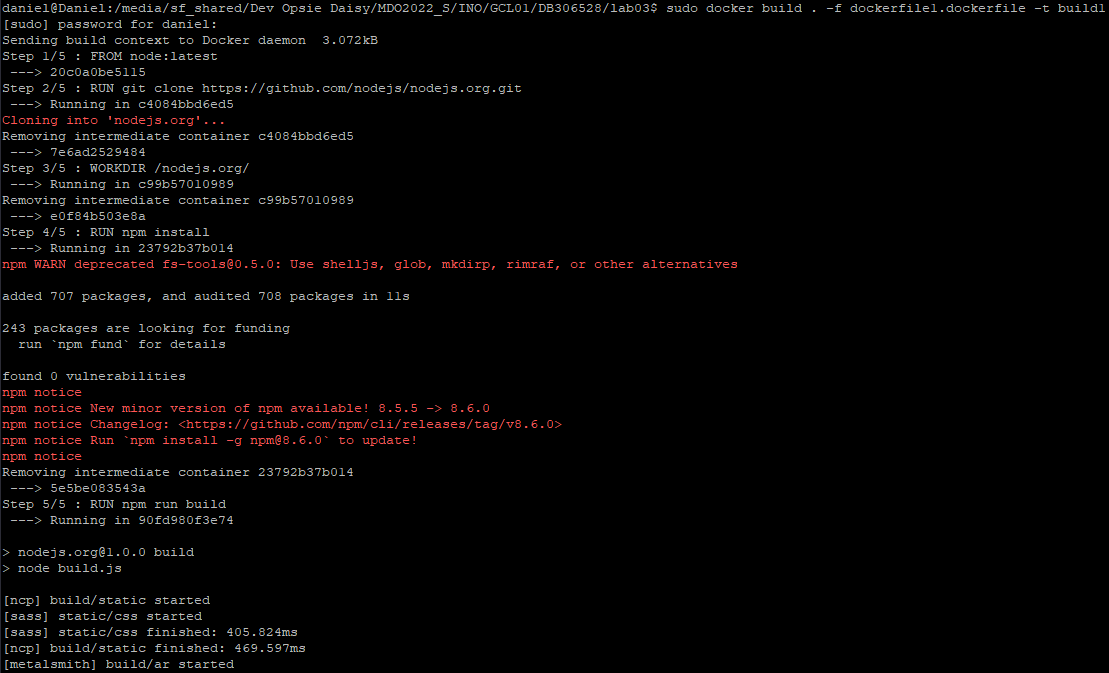 daniel@Daniel:/media/sf_shared/Dev Opsie Daisy/MDO2022_S/INO/GCL01/DB306528/lab03$ sudo docker build . -f dockerfile1.dockerfile -t build1
[sudo] password for daniel:
Sending build context to Docker daemon  3.072kB
Step 1/5 : FROM node:latest
 ---> 20c0a0be5115
Step 2/5 : RUN git clone https://github.com/nodejs/nodejs.org.git
 ---> Running in c4084bbd6ed5
Cloning into 'nodejs.org'...
Removing intermediate container c4084bbd6ed5
 ---> 7e6ad2529484
Step 3/5 : WORKDIR /nodejs.org/
 ---> Running in c99b57010989
Removing intermediate container c99b57010989
 ---> e0f84b503e8a
Step 4/5 : RUN npm install
 ---> Running in 23792b37b014
npm WARN deprecated fs-tools@0.5.0: Use shelljs, glob, mkdirp, rimraf, or other alternatives
added 707 packages, and audited 708 packages in 11s
243 packages are looking for funding
  run `npm fund` for details
found 0 vulnerabilities
npm notice
npm notice New minor version of npm available! 8.5.5 -> 8.6.0
npm notice Changelog: <https://github.com/npm/cli/releases/tag/v8.6.0>
npm notice Run `npm install -g npm@8.6.0` to update!
npm notice
Removing intermediate container 23792b37b014
 ---> 5e5be083543a
Step 5/5 : RUN npm run build
 ---> Running in 90fd980f3e74
> nodejs.org@1.0.0 build
> node build.js
[ncp] build/static started
[sass] static/css started
[sass] static/css finished: 405.824ms
[ncp] build/static finished: 469.597ms
[metalsmith] build/ar started